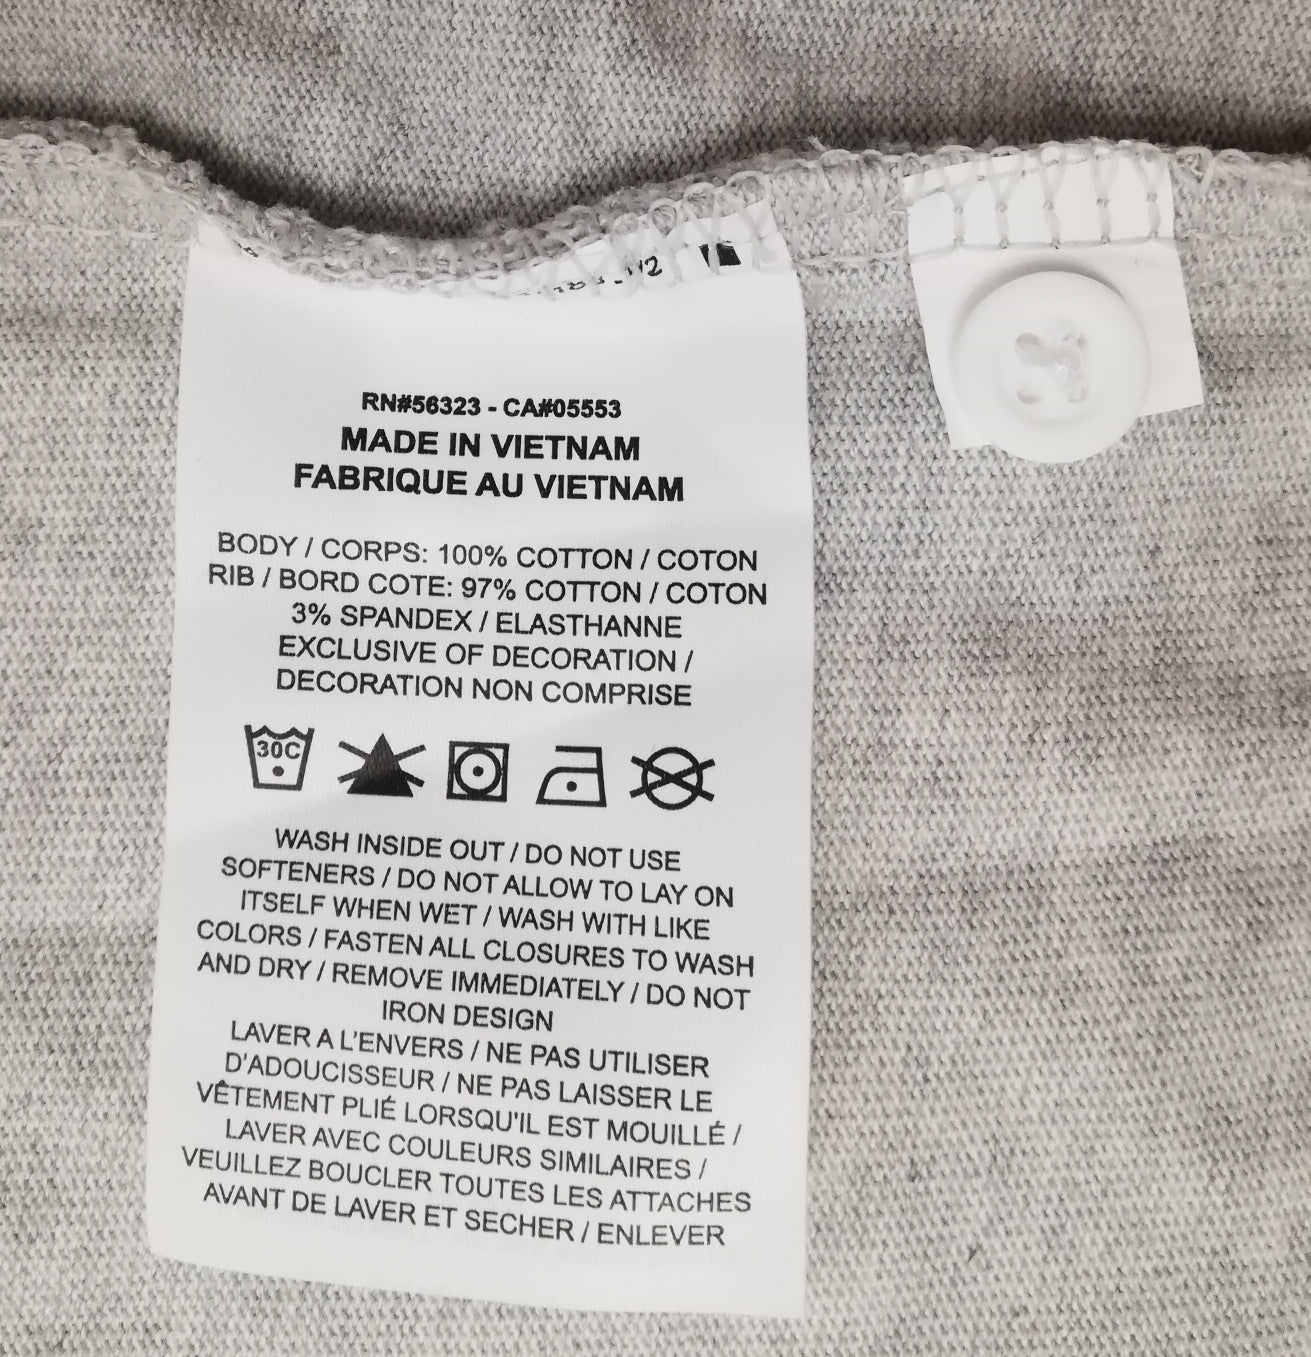 RN#56323 - CA#05553
MADE IN VIETNAM
FABRIQUE AU VIETNAM
BODY / CORPS: 100% COTTON / COTON
RIB / BORD COTE: 97% COTTON / COTON
3% SPANDEX / ELASTHANNE
EXCLUSIVE OF DECORATION /
DECORATION NON COMPRISE
30C
WASH INSIDE OUT / DO NOT USE
SOFTENERS / DO NOT ALLOW TO LAY ON
ITSELF WHEN WET / WASH WITH LIKE
COLORS / FASTEN ALL CLOSURES TO WASH
AND DRY / REMOVE IMMEDIATELY / DO NOT
IRON DESIGN
LAVER A L'ENVERS / NE PAS UTILISER
D'ADOUCISSEUR / NE PAS LAISSER LE
VÊTEMENT PLIÉ LORSQU'IL EST MOUILLÉ /
LAVER AVEC COULEURS SIMILAIRES /
VEUILLEZ BOUCLER TOUTES LES ATTACHES
AVANT DE LAVER ET SECHER / ENLEVER